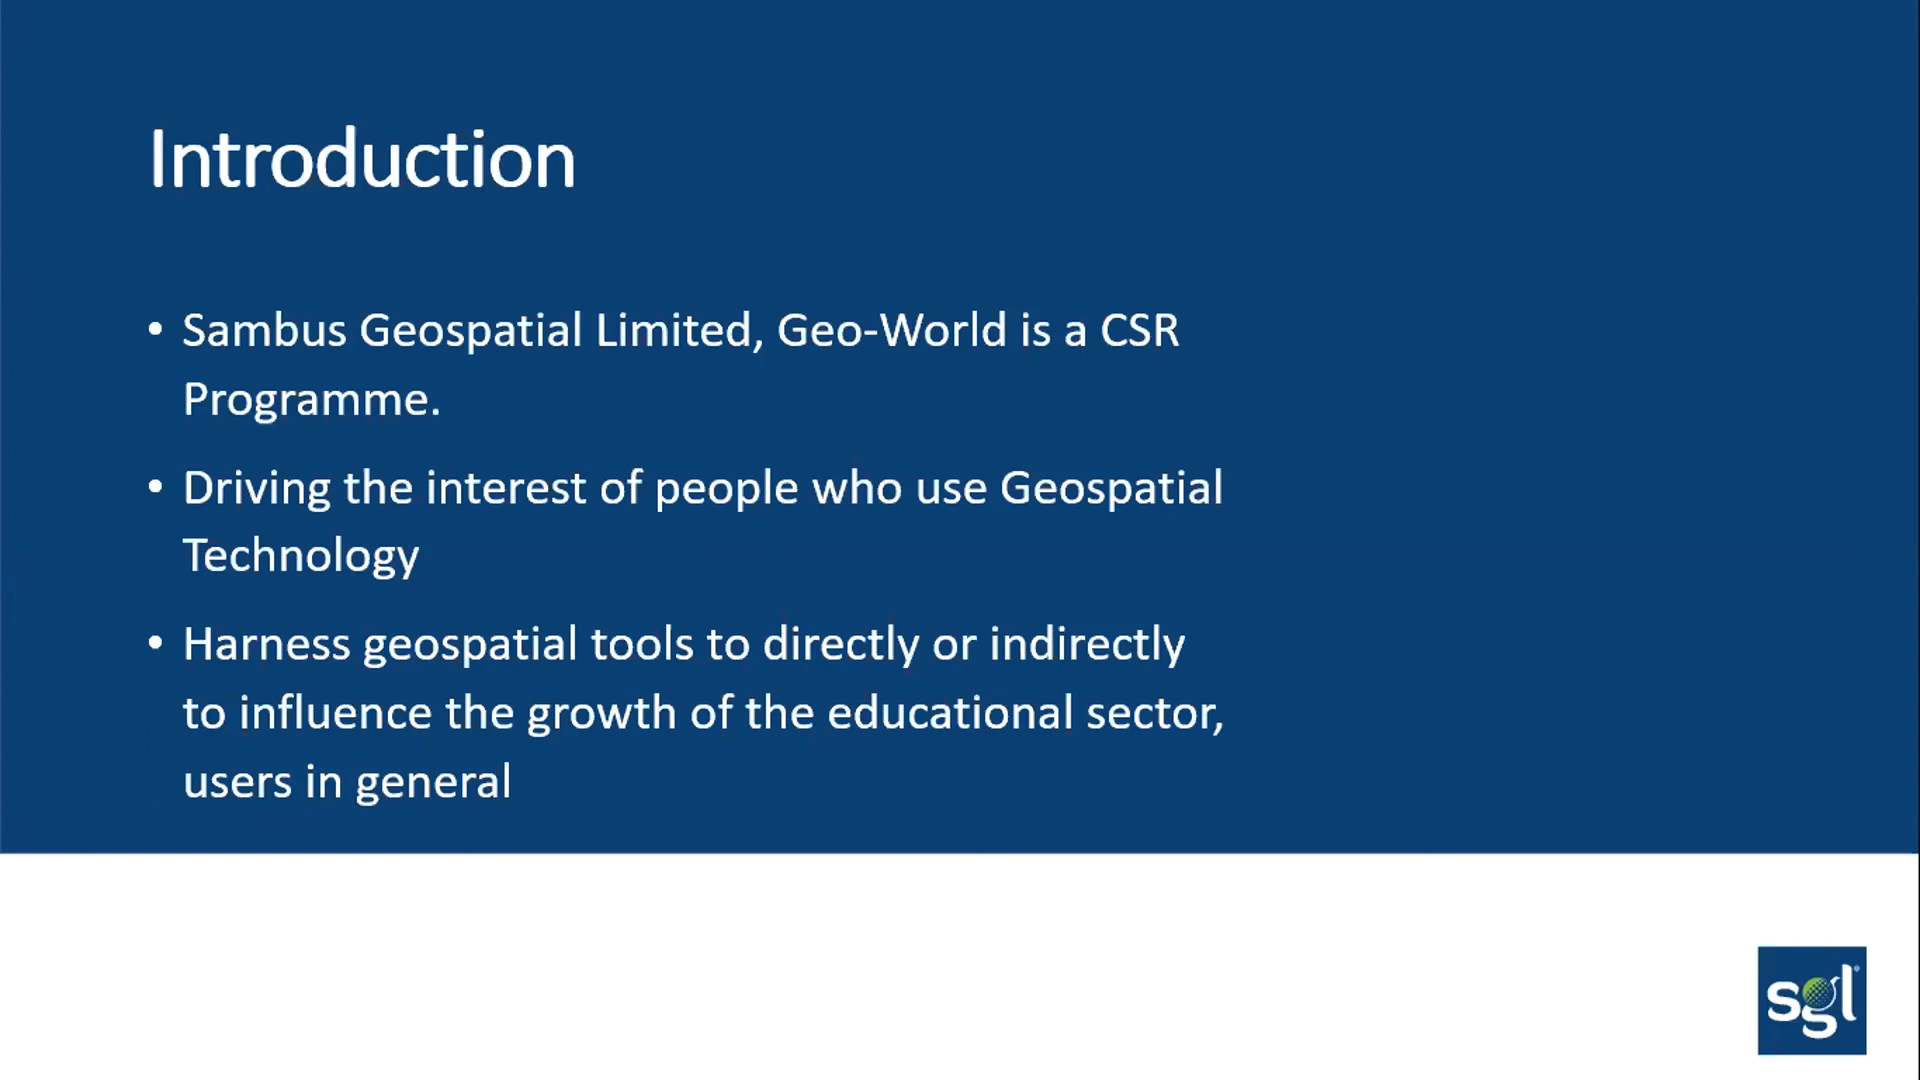 Introduction
• Sambus Geospatial Limited, Geo-World is a CSR
Programme.
• Driving the interest of people who use Geospatial
Technology
• Harness geospatial tools to directly or indirectly
to influence the growth of the educational sector,
users in general
sgl